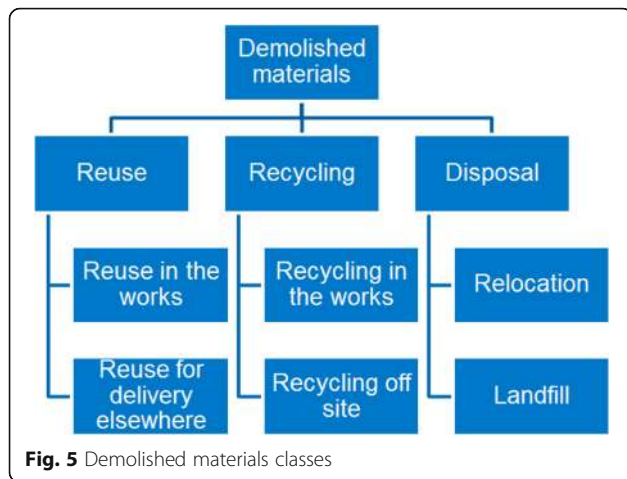 Demolished
materials
Reuse
Recycling
Disposal
Reuse in the
works
Recycling in
the works
Relocation
Reuse for
delivery
elsewhere
Recycling off
site
Landfill
Fig. 5 Demolished materials classes